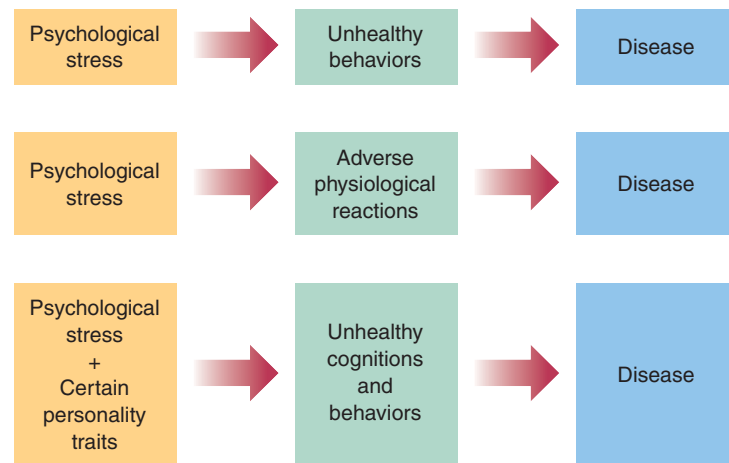 Psychological
stress
Unhealthy
behaviors
Disease
Psychological
stress
Adverse
physiological
reactions
Disease
Psychological
stress
+
Certain
personality
traits
Unhealthy
cognitions
and
behaviors
Disease